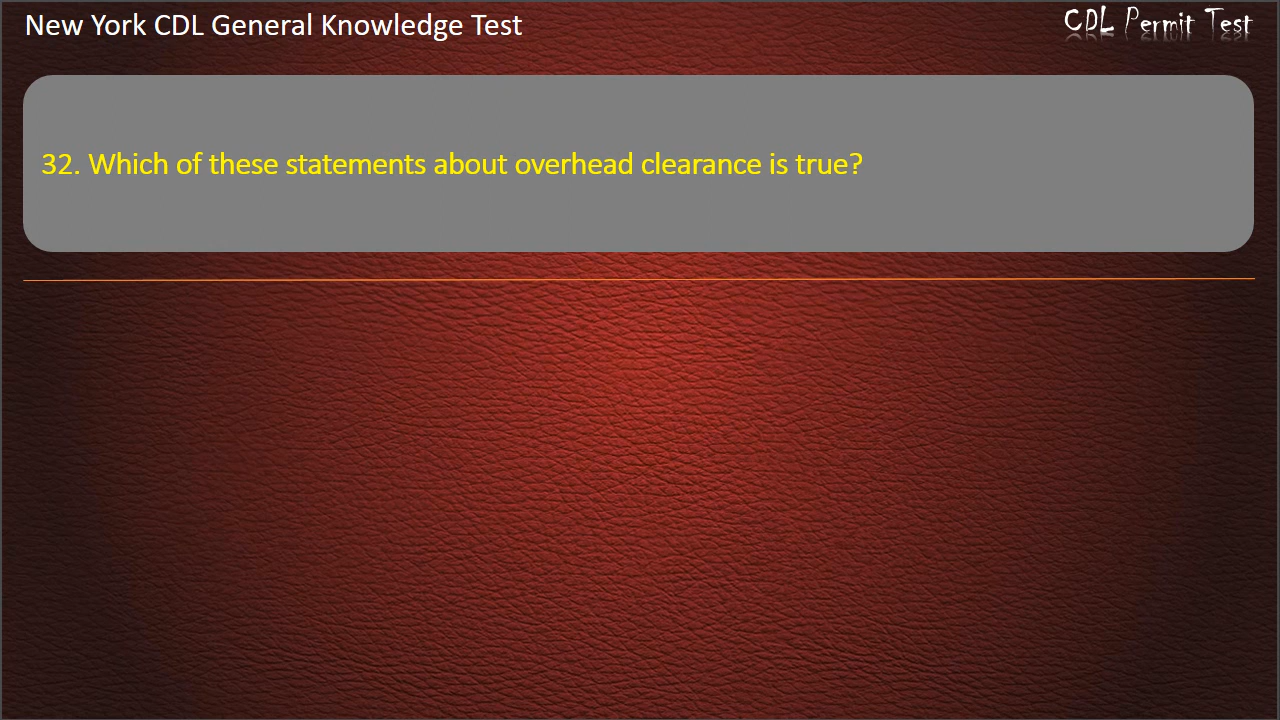 New York CDL General Knowledge Test
CDL Permit Test
32. Which of these statements about overhead clearance is true?